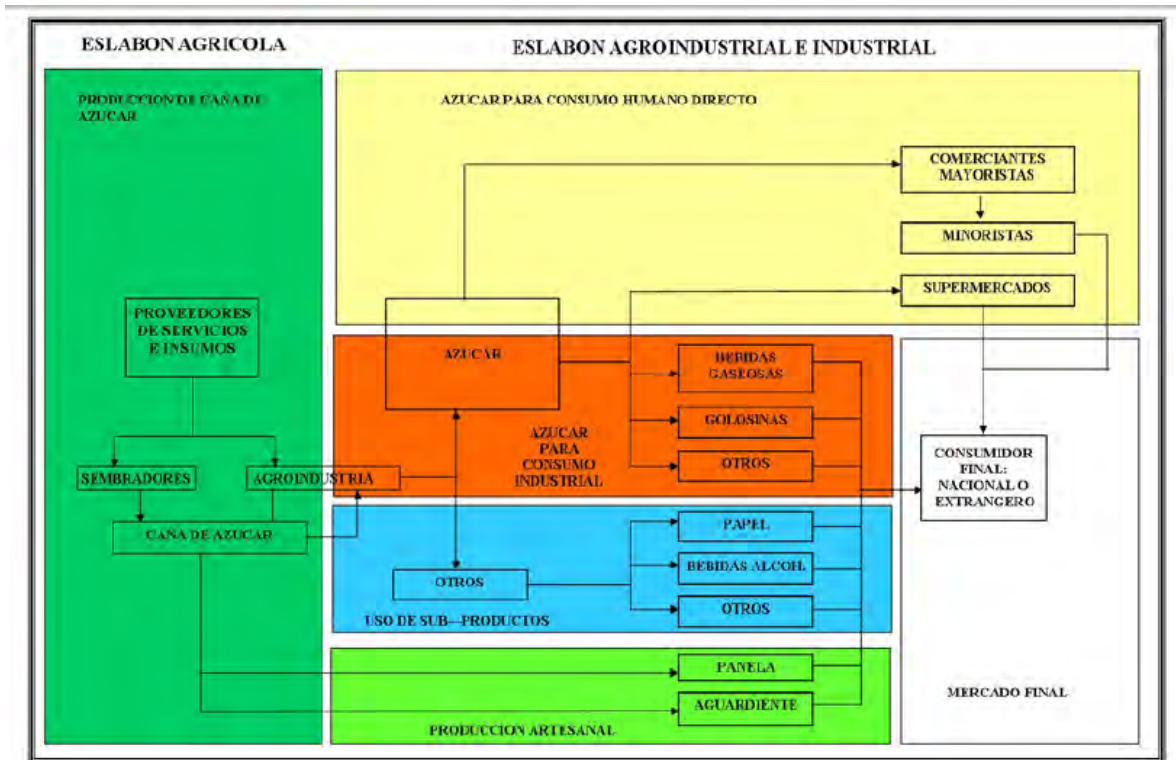 ESLABON AGRICOLA
ESLABON AGROINDUSTRIAL E INDUSTRIAL
PRODUCCION DE CAÑA DE
AZUCAR
AZUCAR PARA CONSUMO HUMANO DIRECTO
COMERCIANTES
MAYORISTAS
MINORISTAS
SUPERMERCADOS
PROVEEDORES
DE SERVICIOS
E INSUMOS
AZUCAR
BEBIDAS
GASEOSAS
GOLOSINAS
OTROS
AZUCAR
PARA
CONSUMO
INDUSTRIAL
SEMBRADORES
AGROINDUSTRIA
CAÑA DE AZUCAR
CONSUMIDOR
FINAL:
NACIONAL O
EXTRANGERO
PAPEL
BEBIDAS ALCOH.
OTROS
OTROS
USO DE SUB—PRODUCTOS
PANELA
AGUARDIENTE
PRODUCCION ARTESANAL
MERCADO FINAL